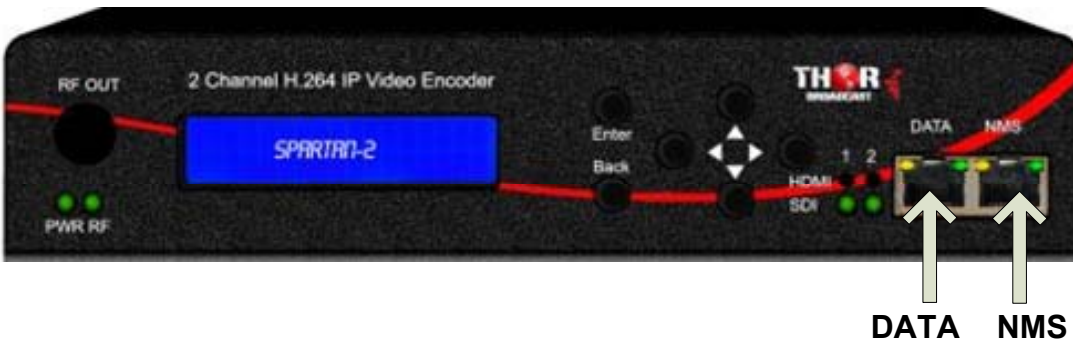 RF OUT
2 Channel H.264 IP Video Encoder
THOR
BROADCAST
SPARTAN-2
Enter
Back
1 2
HDMI
SDI
DATA NMS
PWR RF
DATA NMS